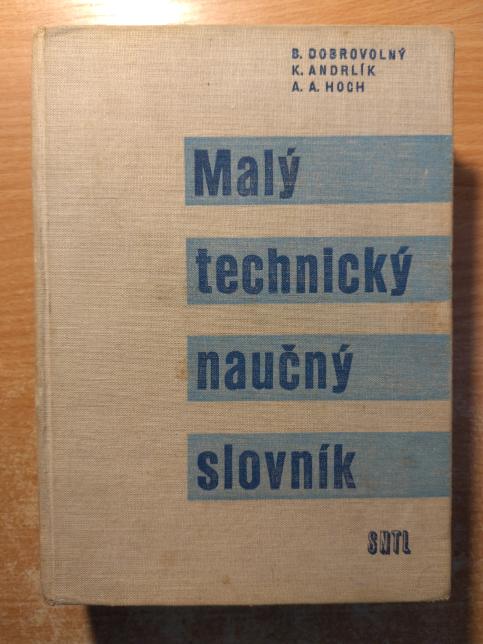 B. DOBROVOLNÝ
K. ANDRLÍK
A. A. HOCH
Malý
technický
naučný
slovník
SNTL